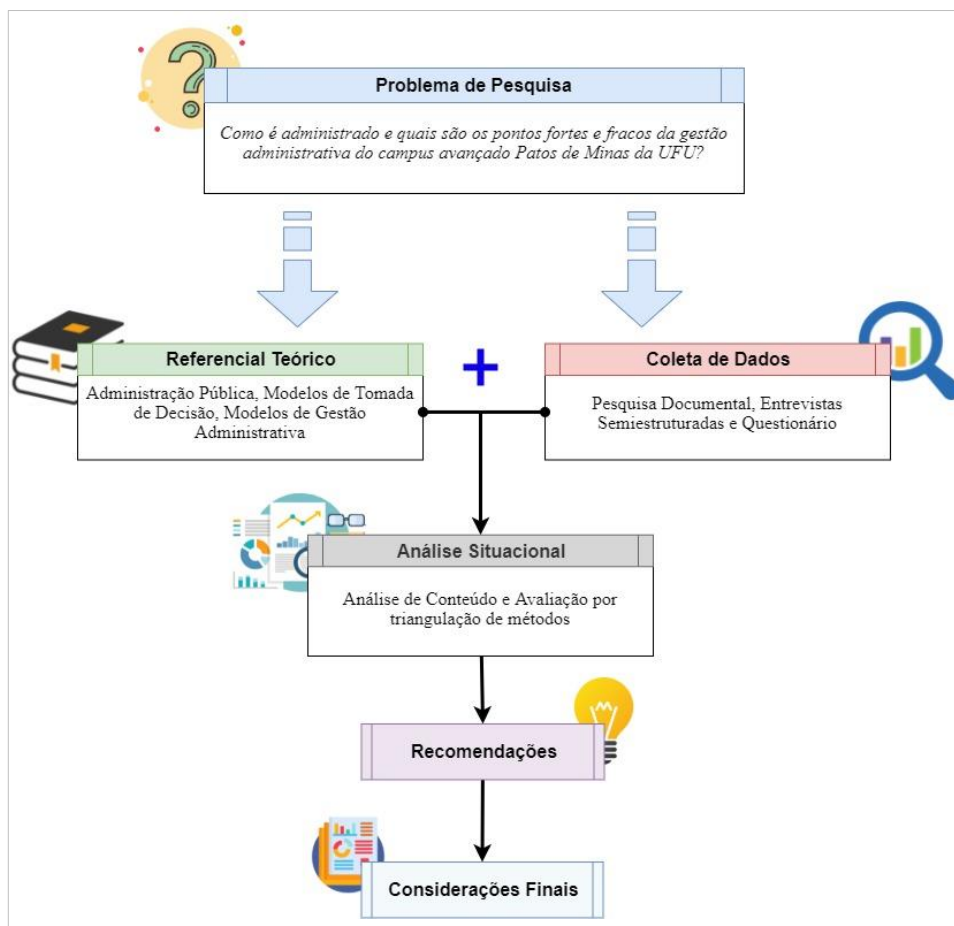 Problema de Pesquisa
Como é administrado e quais são os pontos fortes e fracos da gestão
administrativa do campus avançado Patos de Minas da UFU?
Referencial Teórico
Administração Pública, Modelos de Tomada
de Decisão, Modelos de Gestão
Administrativa
Coleta de Dados
Pesquisa Documental, Entrevistas
Semiestruturadas e Questionário
Análise Situacional
Análise de Conteúdo e Avaliação por
triangulação de métodos
Recomendações
Considerações Finais